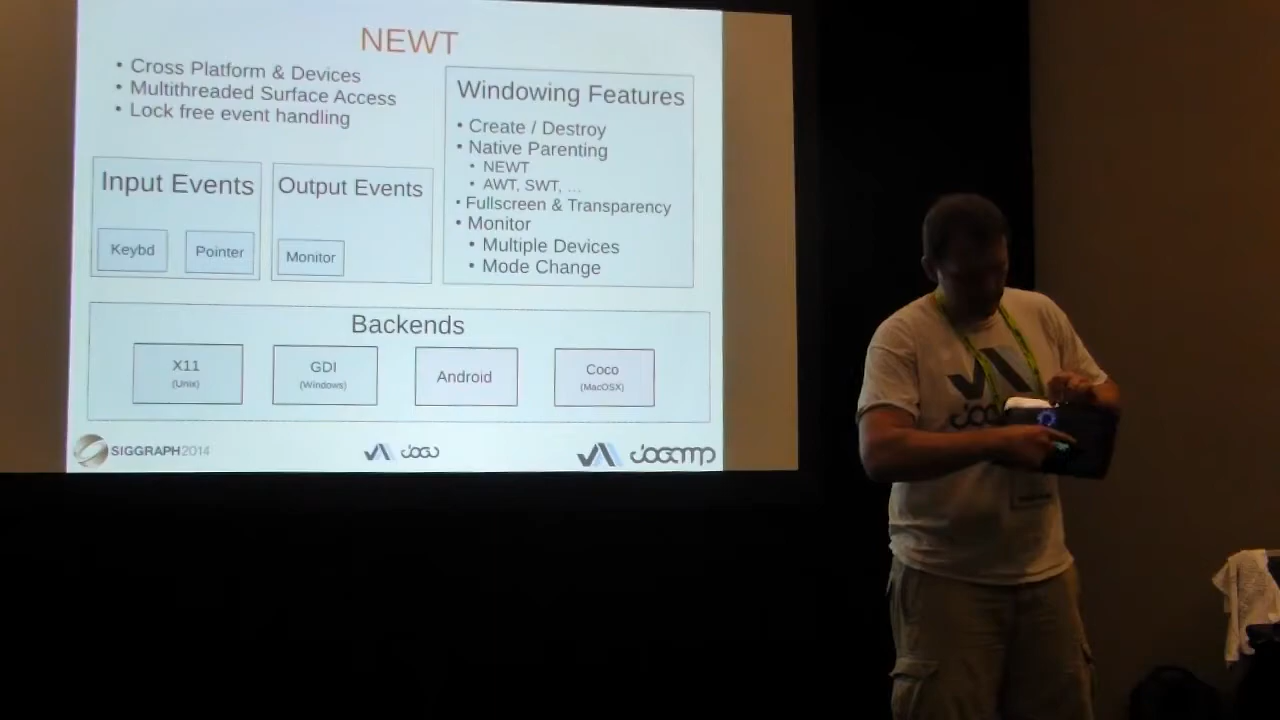 NEWT
• Cross Platform & Devices
• Multithreaded Surface Access
• Lock free event handling
Windowing Features
• Create / Destroy
• Native Parenting
• NEWT
• AWT, SWT, ...
• Fullscreen & Transparency
• Monitor
• Multiple Devices
• Mode Change
Input Events
Keybd
Pointer
Output Events
Monitor
Backends
X11
(Unix)
GDI
(Windows)
Android
Coco
(MacOSX)
SIGGRAPH2014
JOGU
JOGAMP